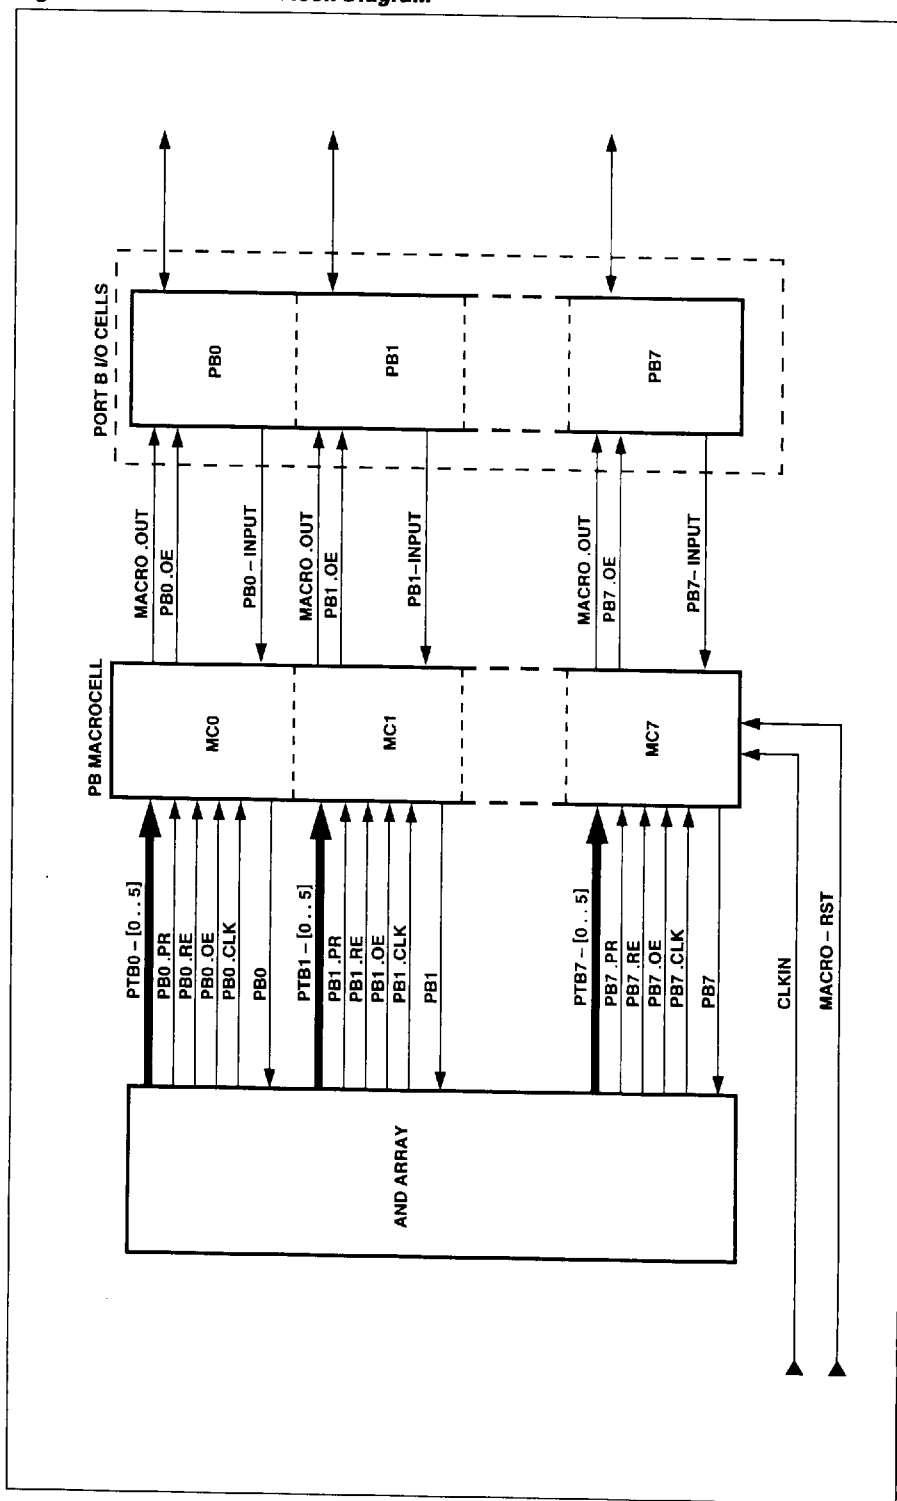 Block Diagram
PORT B I/O CELLS
PB0
PB1
PB7
MACRO .OUT
PB0 .OE
PB0 – INPUT
MACRO .OUT
PB1 .OE
PB1–INPUT
MACRO .OUT
PB7 .OE
PB7– INPUT
PB MACROCELL
MC0
MC1
MC7
PTB0 – [0 . . . 5]
PB0 .PR
PB0 .RE
PB0 .OE
PB0 .CLK
PB0
PTB1 – [0 . . . 5]
PB1 .PR
PB1 .RE
PB1 .OE
PB1 .CLK
PB1
PTB7 – [0 . . . 5]
PB7 .PR
PB7 .RE
PB7 .OE
PB7 .CLK
PB7
CLKIN
MACRO – RST
AND ARRAY